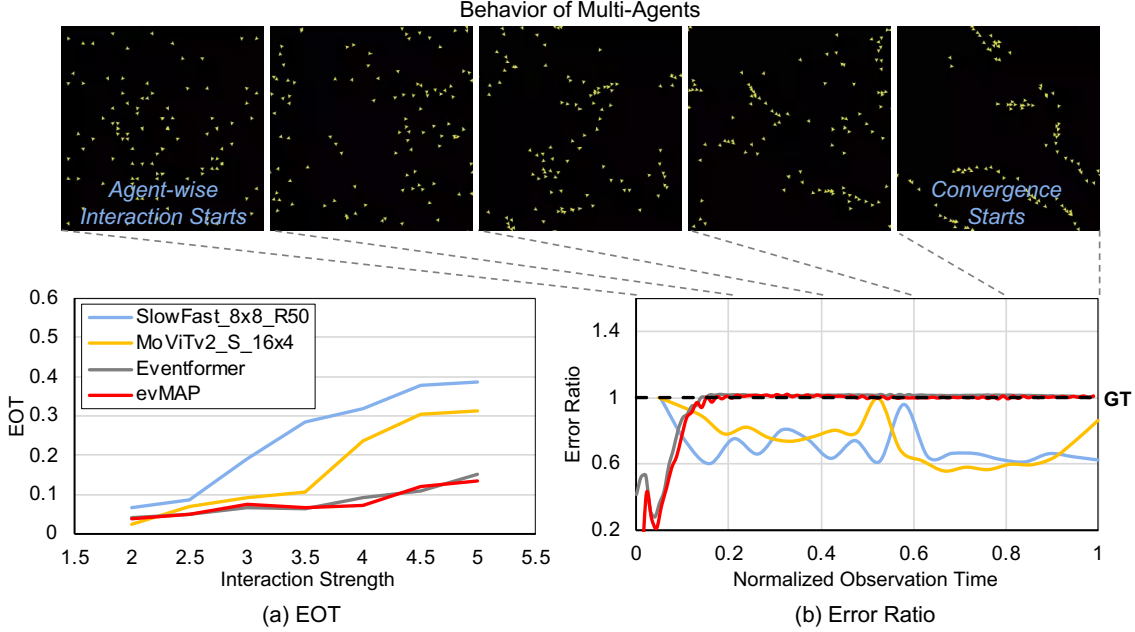 Behavior of Multi-Agents
Agent-wise
Interaction Starts
Convergence
Starts
0.6
0.5
0.4
0.3
0.2
0.1
0
EOT
SlowFast_8x8_R50
MoViTv2_S_16x4
Eventformer
evMAP
1.5 2 2.5 3 3.5 4 4.5 5 5.5
Interaction Strength
(a) EOT
1.4
1
0.6
0.2
Error Ratio
GT
0 0.2 0.4 0.6 0.8 1
Normalized Observation Time
(b) Error Ratio